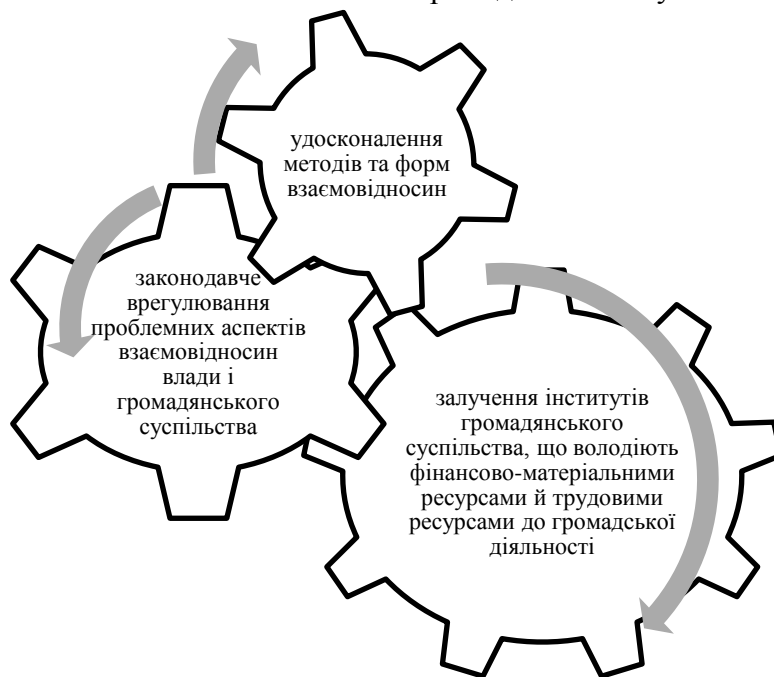 удосконалення
методів та форм
взаємовідносин
законодавче
врегулювання
проблемних аспектів
взаємовідносин
влади і
громадянського
суспільства
залучення інститутів
громадянського
суспільства, що володіють
фінансово-матеріальними
ресурсами й трудовими
ресурсами до громадської
діяльності